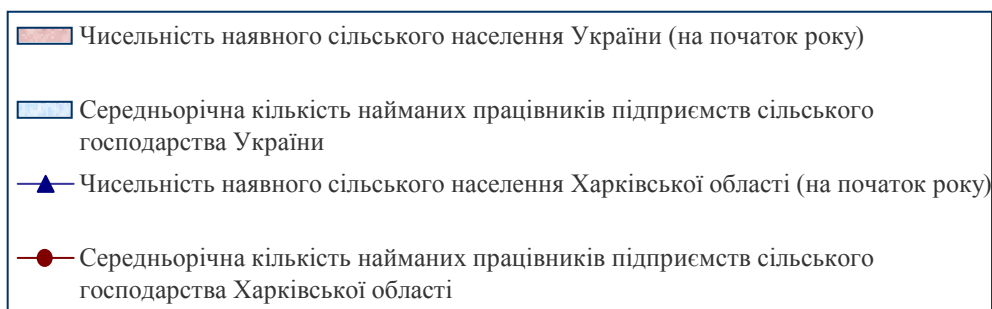 Чисельність наявного сільського населення України (на початок року)
Середньорічна кількість найманих працівників підприємств сільського
господарства України
Чисельність наявного сільського населення Харківської області (на початок року)
Середньорічна кількість найманих працівників підприємств сільського
господарства Харківської області